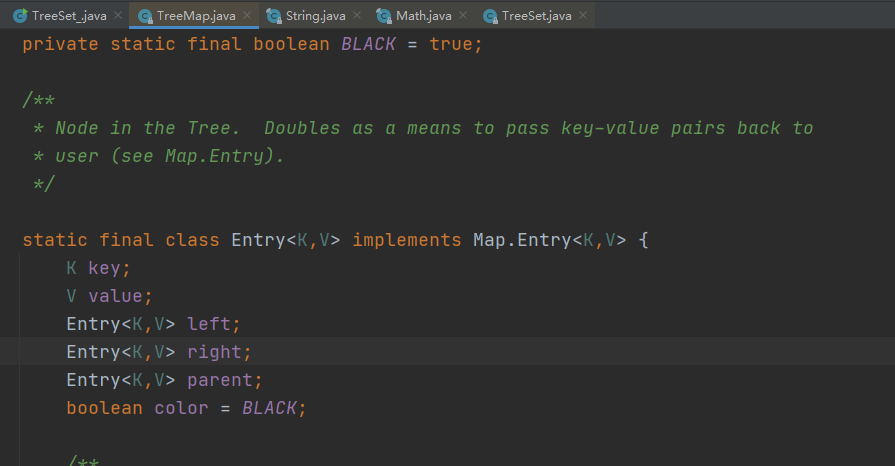 TreeSet_.java × TreeMap.java × String.java × Math.java × TreeSet.java ×
private static final boolean BLACK = true;
/**
 * Node in the Tree.  Doubles as a means to pass key-value pairs back to
 * user (see Map.Entry).
 */
static final class Entry<K,V> implements Map.Entry<K,V> {
    K key;
    V value;
    Entry<K,V> left;
    Entry<K,V> right;
    Entry<K,V> parent;
    boolean color = BLACK;
    /**